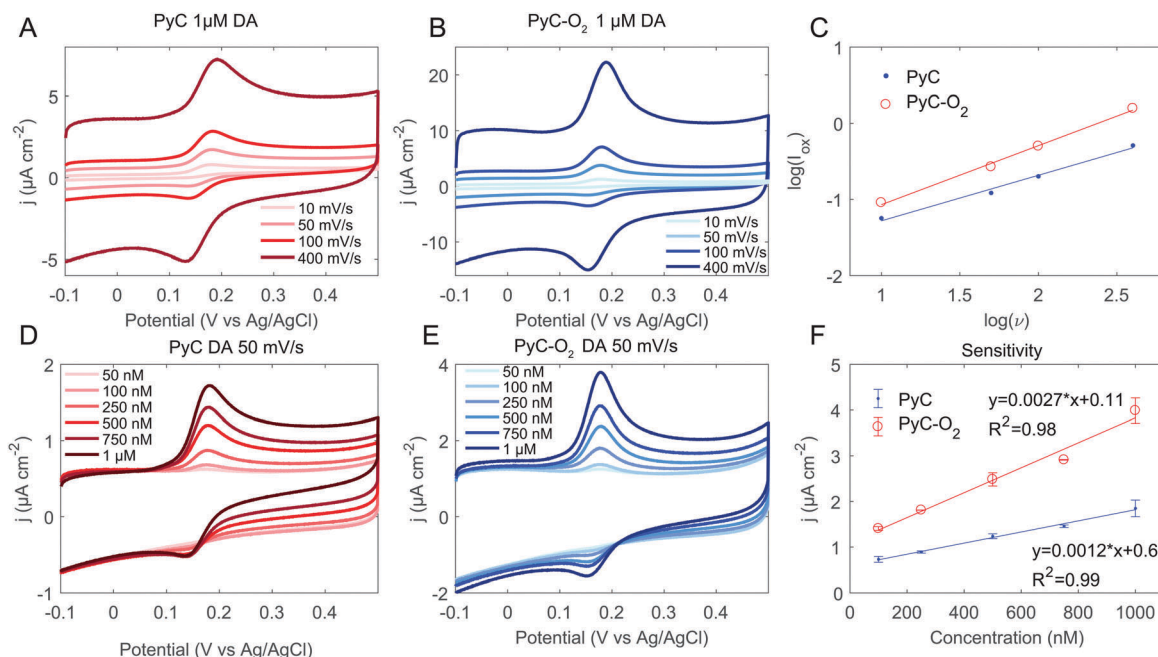 A
PyC 1µM DA
5
0
-5
j (µA cm⁻²)
10 mV/s
50 mV/s
100 mV/s
400 mV/s
-0.1 0 0.1 0.2 0.3 0.4
Potential (V vs Ag/AgCl)
B
PyC-O₂ 1 µM DA
20
10
0
-10
j (µA cm⁻²)
10 mV/s
50 mV/s
100 mV/s
400 mV/s
-0.1 0 0.1 0.2 0.3 0.4
Potential (V vs Ag/AgCl)
C
PyC
PyC-O₂
1
0
-1
-2
log(I_ox)
1 1.5 2 2.5
log(ν)
D
PyC DA 50 mV/s
2
1
0
-1
j (µA cm⁻²)
50 nM
100 nM
250 nM
500 nM
750 nM
1 µM
-0.1 0 0.1 0.2 0.3 0.4
Potential (V vs Ag/AgCl)
E
PyC-O₂ DA 50 mV/s
4
2
0
-2
j (µA cm⁻²)
50 nM
100 nM
250 nM
500 nM
750 nM
1 µM
-0.1 0 0.1 0.2 0.3 0.4
Potential (V vs Ag/AgCl)
F
Sensitivity
5
4
3
2
1
0
j (µA cm⁻²)
PyC
PyC-O₂
y=0.0027*x+0.11
R²=0.98
y=0.0012*x+0.6
R²=0.99
0 200 400 600 800 1000
Concentration (nM)